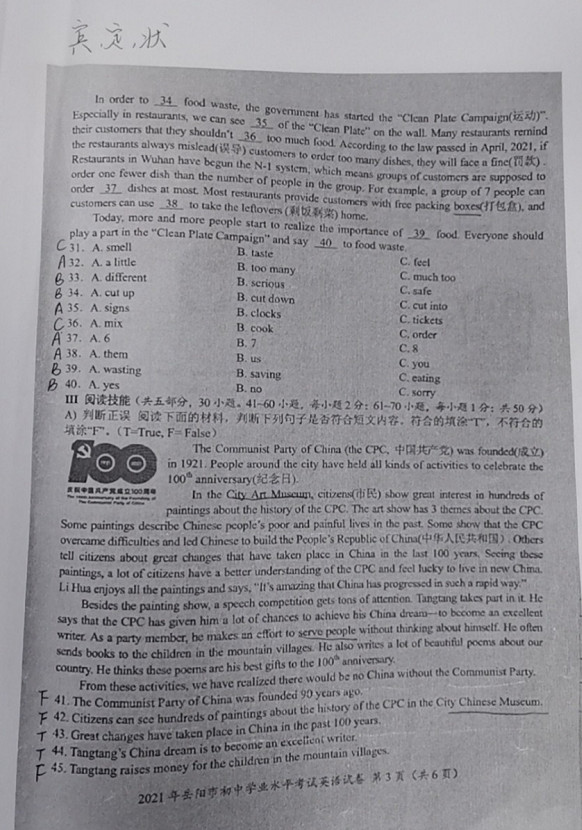 宾,定,状
In order to 34 food waste, the government has started the "Clean Plate Campaign(运动)".
Especially in restaurants, we can see 35 of the "Clean Plate" on the wall. Many restaurants remind
their customers that they shouldn't 36 too much food. According to the law passed in April, 2021, if
the restaurants always mislead(误导) customers to order too many dishes, they will face a fine(罚款).
Restaurants in Wuhan have begun the N-1 system, which means groups of customers are supposed to
order one fewer dish than the number of people in the group. For example, a group of 7 people can
order 37 dishes at most. Most restaurants provide customers with free packing boxes(打包盒), and
customers can use 38 to take the leftovers (剩饭剩菜) home.
Today, more and more people start to realize the importance of 39 food. Everyone should
play a part in the "Clean Plate Campaign" and say 40 to food waste.
C 31. A. smell B. taste C. feel
A 32. A. a little B. too many C. much too
B 33. A. different B. serious C. safe
B 34. A. cut up B. cut down C. cut into
A 35. A. signs B. clocks C. tickets
C 36. A. mix B. cook C. order
A 37. A. 6 B. 7 C. 8
A 38. A. them B. us C. you
B 39. A. wasting B. saving C. eating
B 40. A. yes B. no C. sorry
III 阅读技能 (共五部分, 30小题。41-60小题, 每小题2分; 61-70小题, 每小题1分; 共50分)
A) 判断正误 阅读下面的材料, 判断下列句子是否符合短文内容, 符合的填涂"T", 不符合的
填涂"F"。(T=True, F=False)
100
庆祝中国共产党成立100周年
The 100th Anniversary of the Founding of
The Communist Party of China
The Communist Party of China (the CPC, 中国共产党) was founded(成立)
in 1921. People around the city have held all kinds of activities to celebrate the
100th anniversary(纪念日).
In the City Art Museum, citizens(市民) show great interest in hundreds of
paintings about the history of the CPC. The art show has 3 themes about the CPC.
Some paintings describe Chinese people's poor and painful lives in the past. Some show that the CPC
overcame difficulties and led Chinese to build the People's Republic of China(中华人民共和国). Others
tell citizens about great changes that have taken place in China in the last 100 years. Seeing these
paintings, a lot of citizens have a better understanding of the CPC and feel lucky to live in new China.
Li Hua enjoys all the paintings and says, "It's amazing that China has progressed in such a rapid way."
Besides the painting show, a speech competition gets tons of attention. Tangtang takes part in it. He
says that the CPC has given him a lot of chances to achieve his China dream—to become an excellent
writer. As a party member, he makes an effort to serve people without thinking about himself. He often
sends books to the children in the mountain villages. He also writes a lot of beautiful poems about our
country. He thinks these poems are his best gifts to the 100th anniversary.
From these activities, we have realized there would be no China without the Communist Party.
F 41. The Communist Party of China was founded 90 years ago.
F 42. Citizens can see hundreds of paintings about the history of the CPC in the City Chinese Museum.
T 43. Great changes have taken place in China in the past 100 years.
T 44. Tangtang's China dream is to become an excellent writer.
F 45. Tangtang raises money for the children in the mountain villages.
2021年岳阳市初中学业水平考试英语试卷 第3页(共6页)